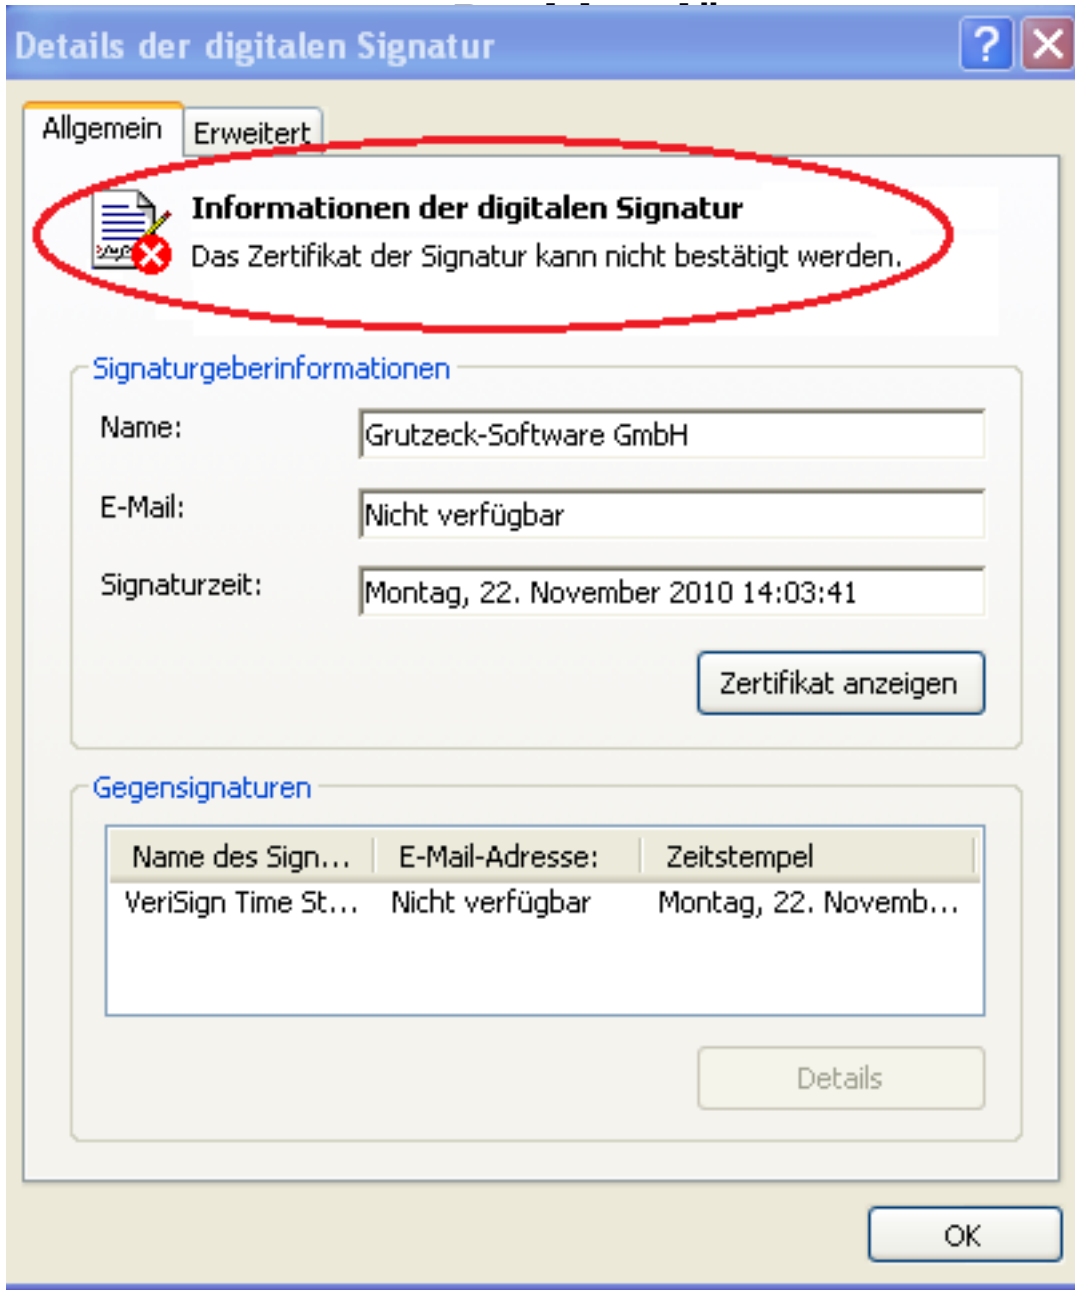 Details der digitalen Signatur
Allgemein Erweitert
Informationen der digitalen Signatur
Das Zertifikat der Signatur kann nicht bestätigt werden.
Signaturgeberinformationen
Name: Grutzeck-Software GmbH
E-Mail: Nicht verfügbar
Signaturzeit: Montag, 22. November 2010 14:03:41
Zertifikat anzeigen
Gegensignaturen
Name des Sign... E-Mail-Adresse: Zeitstempel
VeriSign Time St... Nicht verfügbar Montag, 22. Novemb...
Details
OK